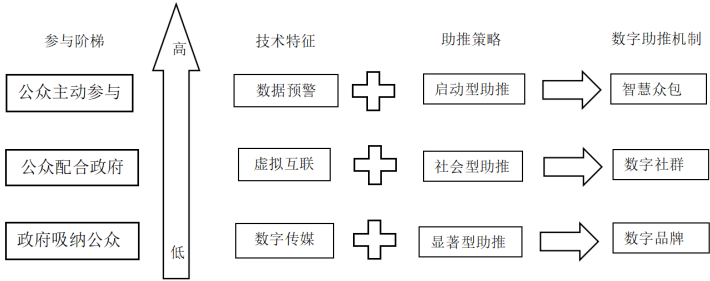 参与阶梯
高
技术特征
助推策略
数字助推机制
公众主动参与
数据预警
启动型助推
智慧众包
公众配合政府
虚拟互联
社会型助推
数字社群
政府吸纳公众
低
数字传媒
显著型助推
数字品牌